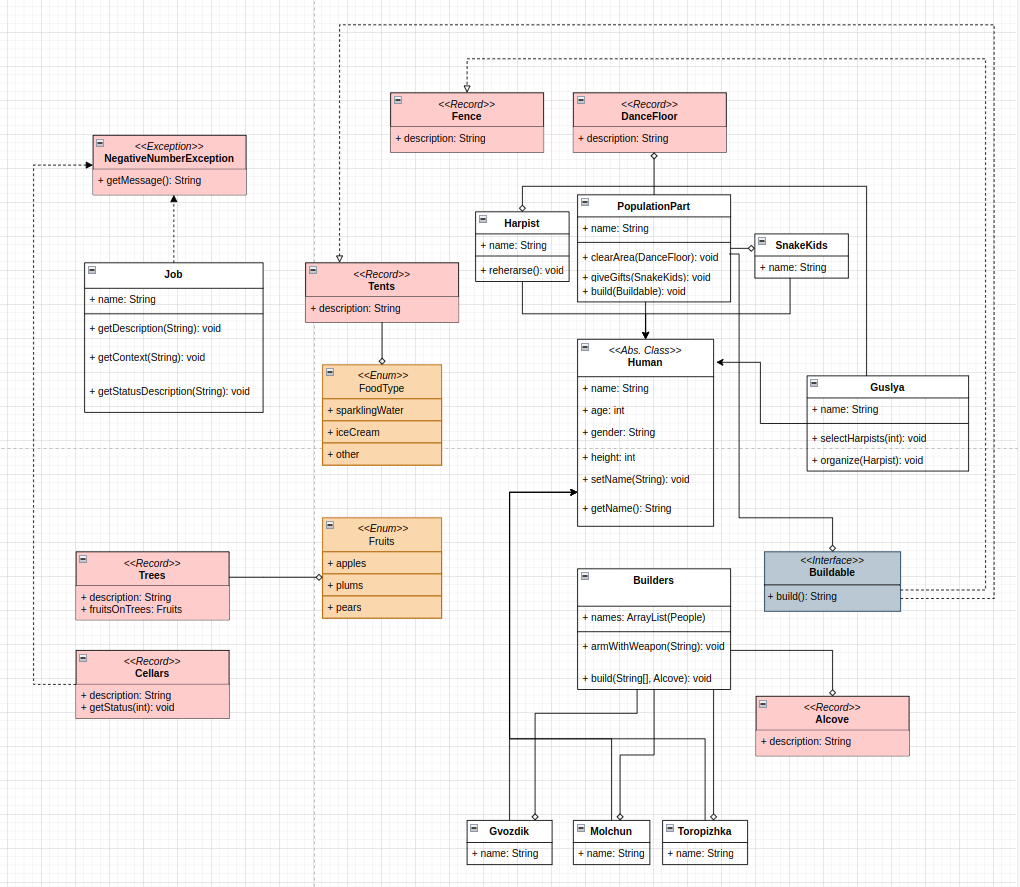 <<Record>>
Fence
+ description: String
<<Record>>
DanceFloor
+ description: String
<<Exception>>
NegativeNumberException
+ getMessage(): String
PopulationPart
+ name: String
+ clearArea(DanceFloor): void
+ giveGifts(SnakeKids): void
+ build(Buildable): void
Harpist
+ name: String
+ reherarse(): void
SnakeKids
+ name: String
Job
+ name: String
+ getDescription(String): void
+ getContext(String): void
+ getStatusDescription(String): void
<<Record>>
Tents
+ description: String
<<Enum>>
FoodType
+ sparklingWater
+ iceCream
+ other
<<Abs. Class>>
Human
+ name: String
+ age: int
+ gender: String
+ height: int
+ setName(String): void
+ getName(): String
Guslya
+ name: String
+ selectHarpists(int): void
+ organize(Harpist): void
<<Enum>>
Fruits
+ apples
+ plums
+ pears
<<Record>>
Trees
+ description: String
+ fruitsOnTrees: Fruits
<<Interface>>
Buildable
+ build(): String
Builders
+ names: ArrayList(People)
+ armWithWeapon(String): void
+ build(String[], Alcove): void
<<Record>>
Cellars
+ description: String
+ getStatus(int): void
<<Record>>
Alcove
+ description: String
Gvozdik
+ name: String
Molchun
+ name: String
Toropizhka
+ name: String